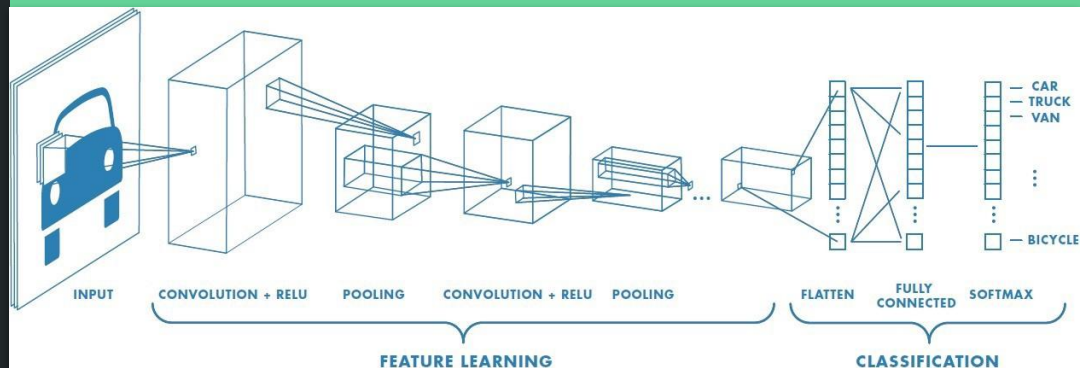 CAR
TRUCK
VAN
BICYCLE
INPUT
CONVOLUTION + RELU
POOLING
CONVOLUTION + RELU
POOLING
FLATTEN
FULLY
CONNECTED
SOFTMAX
FEATURE LEARNING
CLASSIFICATION